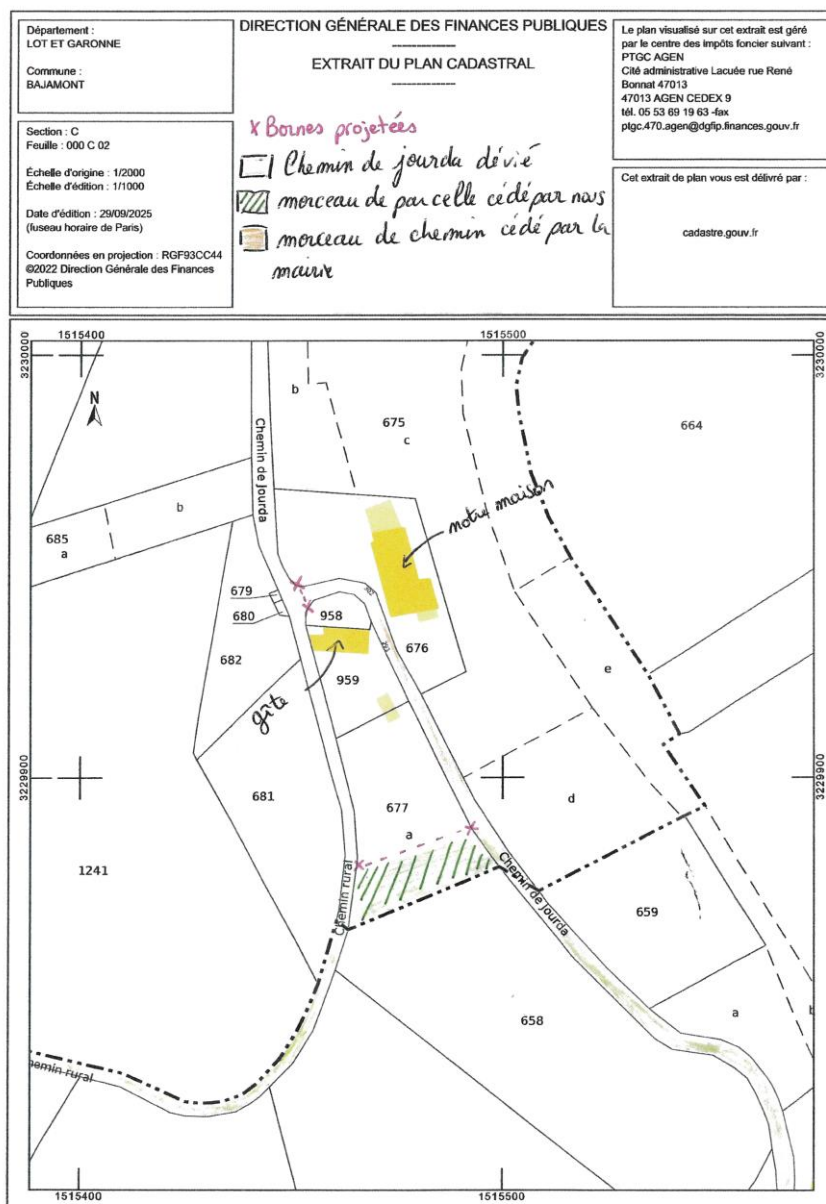 Département :
LOT ET GARONNE
Commune :
BAJAMONT
Section : C
Feuille : 000 C 02
Échelle d'origine : 1/2000
Échelle d'édition : 1/1000
Date d'édition : 29/09/2025
(fuseau horaire de Paris)
Coordonnées en projection : RGF93CC44
©2022 Direction Générale des Finances
Publiques
DIRECTION GÉNÉRALE DES FINANCES PUBLIQUES
EXTRAIT DU PLAN CADASTRAL
x Bornes projetées
Chemin de jourda dévié
morceau de parcelle cédé par nous
morceau de chemin cédé par la
mairie
Le plan visualisé sur cet extrait est géré
par le centre des impôts foncier suivant :
PTGC AGEN
Cité administrative Lacuée rue René
Bonnat 47013
47013 AGEN CEDEX 9
tél. 05 53 69 19 63 -fax
ptgc.470.agen@dgfip.finances.gouv.fr
Cet extrait de plan vous est délivré par :
cadastre.gouv.fr
1515400
1515500
3230000
3230000
N
b
675
c
664
Chemin de Jourda
notre maison
b
685
a
679
680
958
682
676
959
e
gîte
3229900
3229900
681
677
d
a
1241
Chemin rural
Chemin de Jourda
659
658
a
b
Chemin rural
1515400
1515500